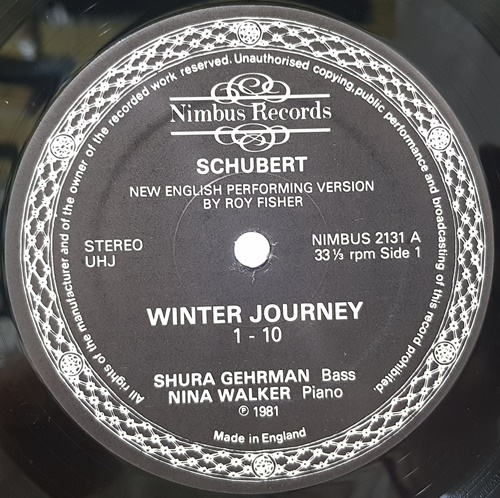 All rights of the manufacturer and of the owner of the recorded work reserved. Unauthorised copying, public performance and broadcasting of this record prohibited.
Nimbus Records
SCHUBERT
NEW ENGLISH PERFORMING VERSION
BY ROY FISHER
STEREO
UHJ
NIMBUS 2131 A
33⅓ rpm Side 1
WINTER JOURNEY
1 - 10
SHURA GEHRMAN Bass
NINA WALKER Piano
℗ 1981
Made in England